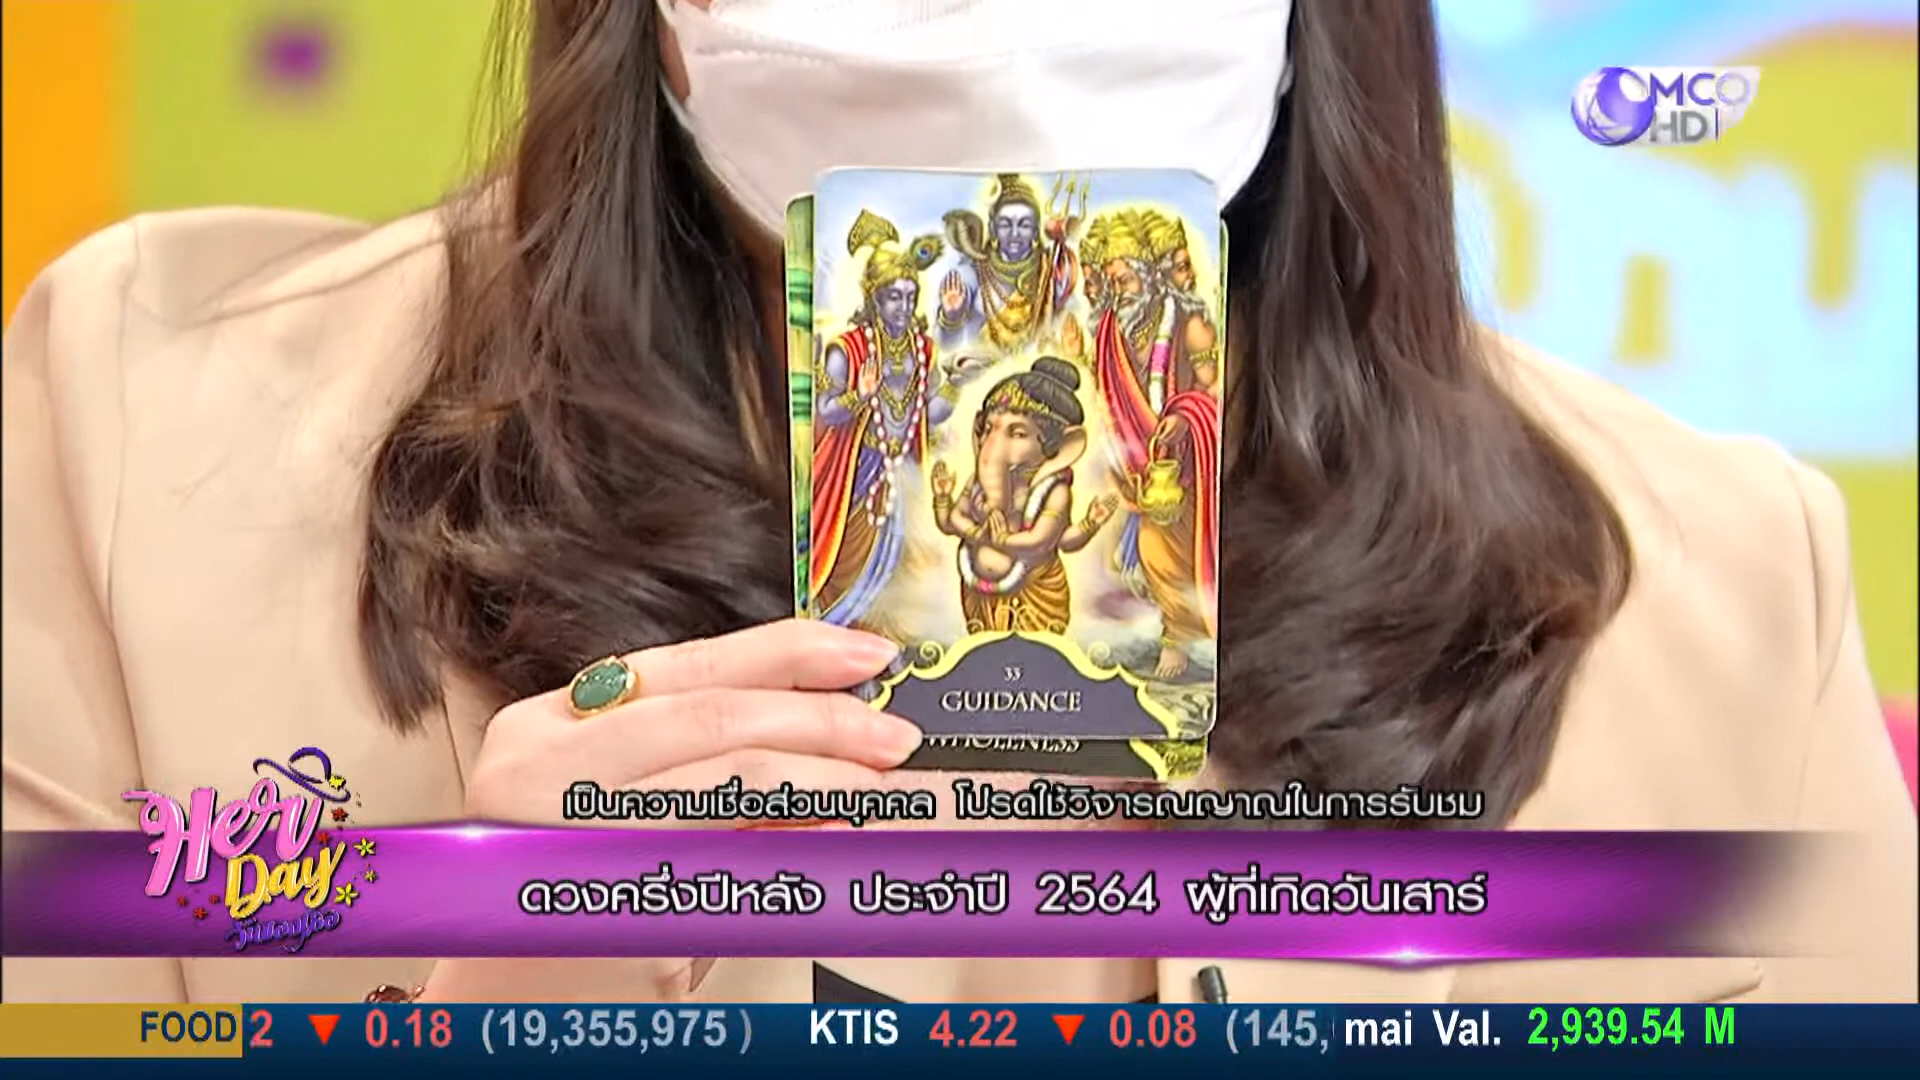 MCO
HD
33
GUIDANCE
WHOLENESS
เป็นความเชื่อส่วนบุคคล โปรดใช้วิจารณญาณในการรับชม
Her Day
วันของเธอ
ดวงครึ่งปีหลัง ประจำปี 2564 ผู้ที่เกิดวันเสาร์
FOOD 2 ▼ 0.18 (19,355,975) KTIS 4.22 ▼ 0.08 (145, mai Val. 2,939.54 M